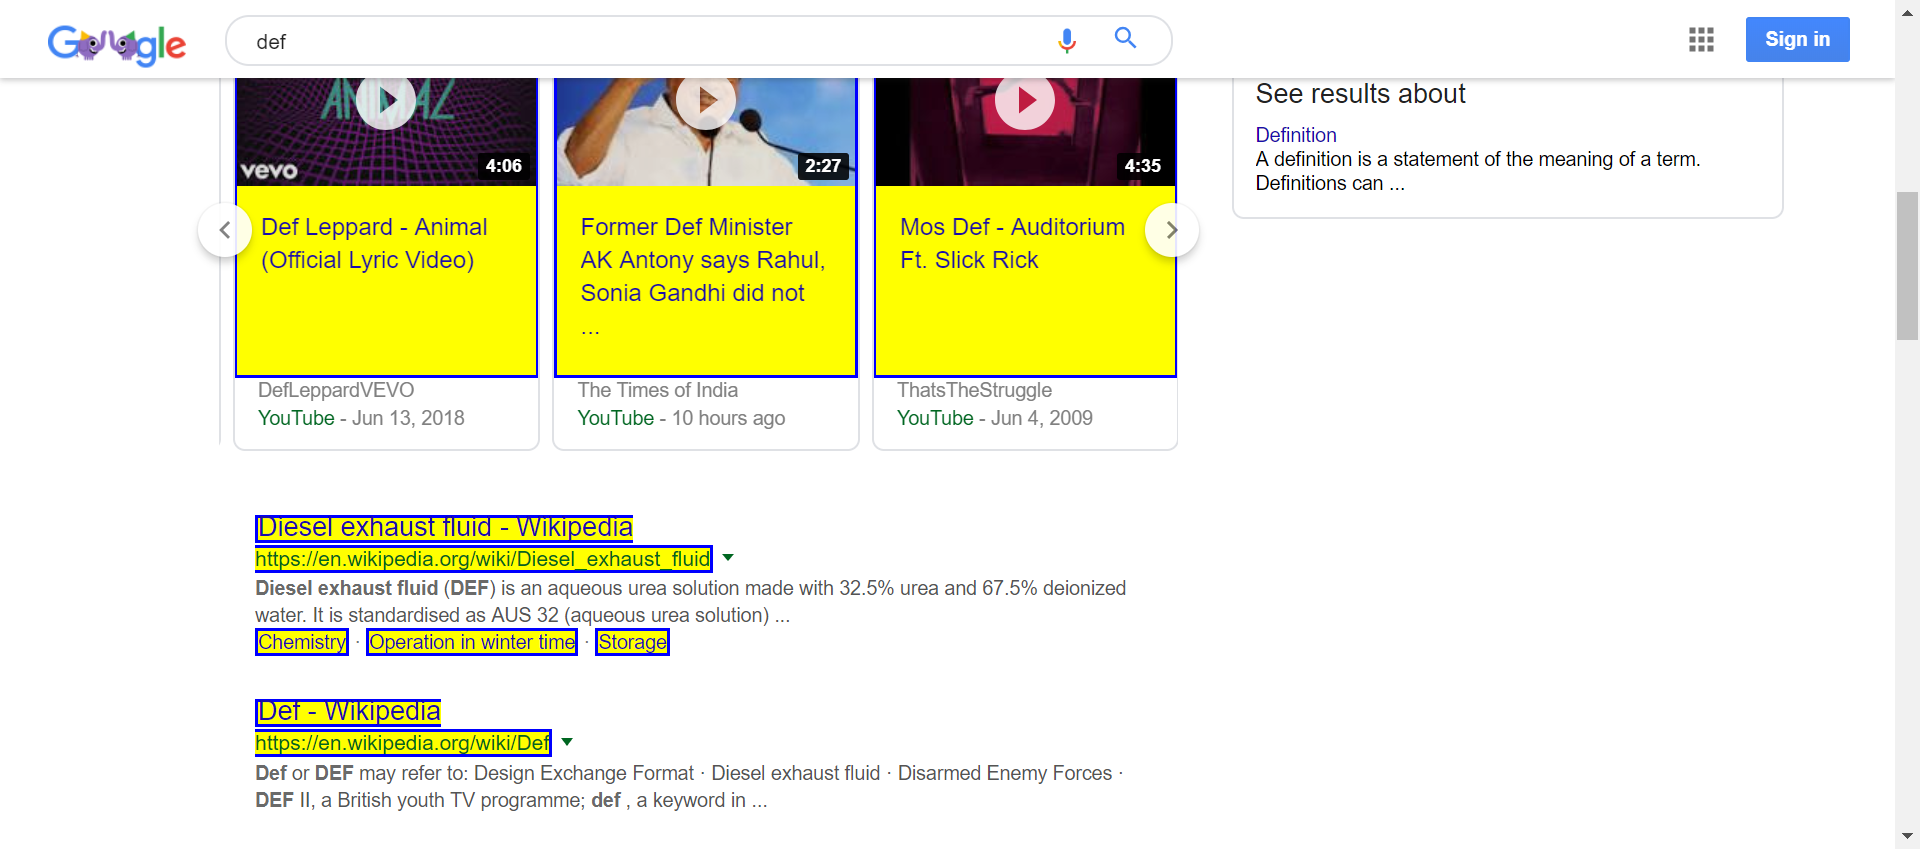 Google
def
Sign in
ANIMAL
vevo
4:06
2:27
4:35
See results about
Definition
A definition is a statement of the meaning of a term.
Definitions can ...
Def Leppard - Animal
(Official Lyric Video)
DefLeppardVEVO
YouTube - Jun 13, 2018
Former Def Minister
AK Antony says Rahul,
Sonia Gandhi did not
...
The Times of India
YouTube - 10 hours ago
Mos Def - Auditorium
Ft. Slick Rick
ThatsTheStruggle
YouTube - Jun 4, 2009
Diesel exhaust fluid - Wikipedia
https://en.wikipedia.org/wiki/Diesel_exhaust_fluid
Diesel exhaust fluid (DEF) is an aqueous urea solution made with 32.5% urea and 67.5% deionized
water. It is standardised as AUS 32 (aqueous urea solution) ...
Chemistry · Operation in winter time · Storage
Def - Wikipedia
https://en.wikipedia.org/wiki/Def
Def or DEF may refer to: Design Exchange Format · Diesel exhaust fluid · Disarmed Enemy Forces ·
DEF II, a British youth TV programme; def , a keyword in ...